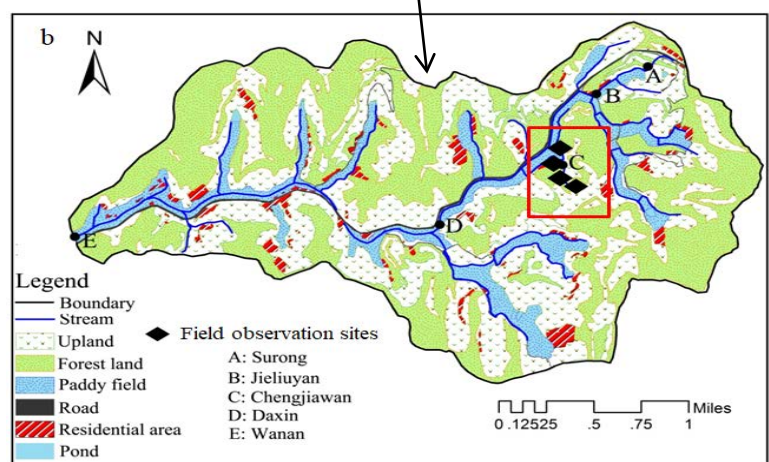 b
N
A
B
C
D
E
Legend
Boundary
Stream
Upland
Forest land
Paddy field
Road
Residential area
Pond
Field observation sites
A: Surong
B: Jieliuyan
C: Chengjiawan
D: Daxin
E: Wanan
Miles
0 .12525 .5 .75 1